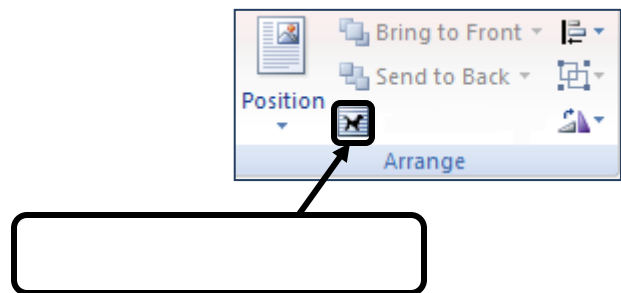 Bring to Front
Send to Back
Position
Arrange